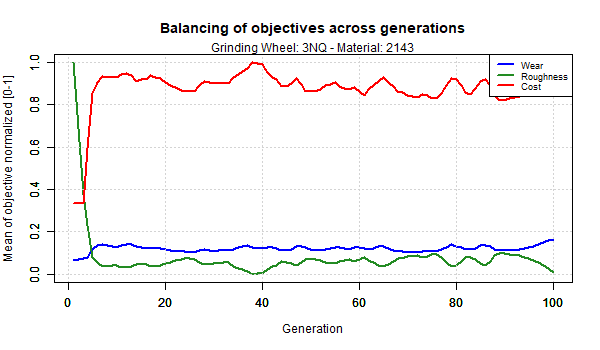 Balancing of objectives across generations
Grinding Wheel: 3NQ - Material: 2143
Mean of objective normalized [0-1]
1.0
0.8
0.6
0.4
0.2
0.0
Wear
Roughness
Cost
0 20 40 60 80 100
Generation